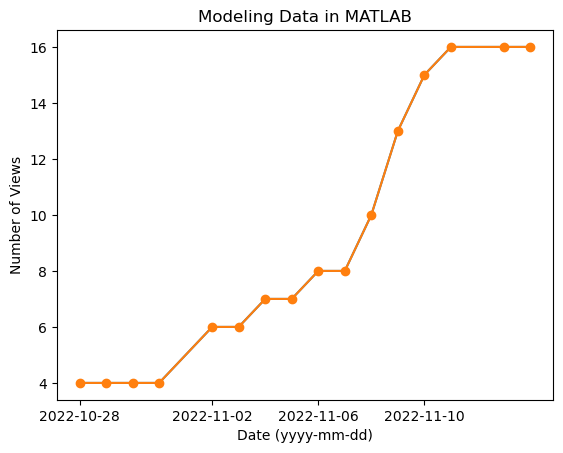 Modeling Data in MATLAB
16
14
12
10
8
6
4
Number of Views
2022-10-28 2022-11-02 2022-11-06 2022-11-10
Date (yyyy-mm-dd)